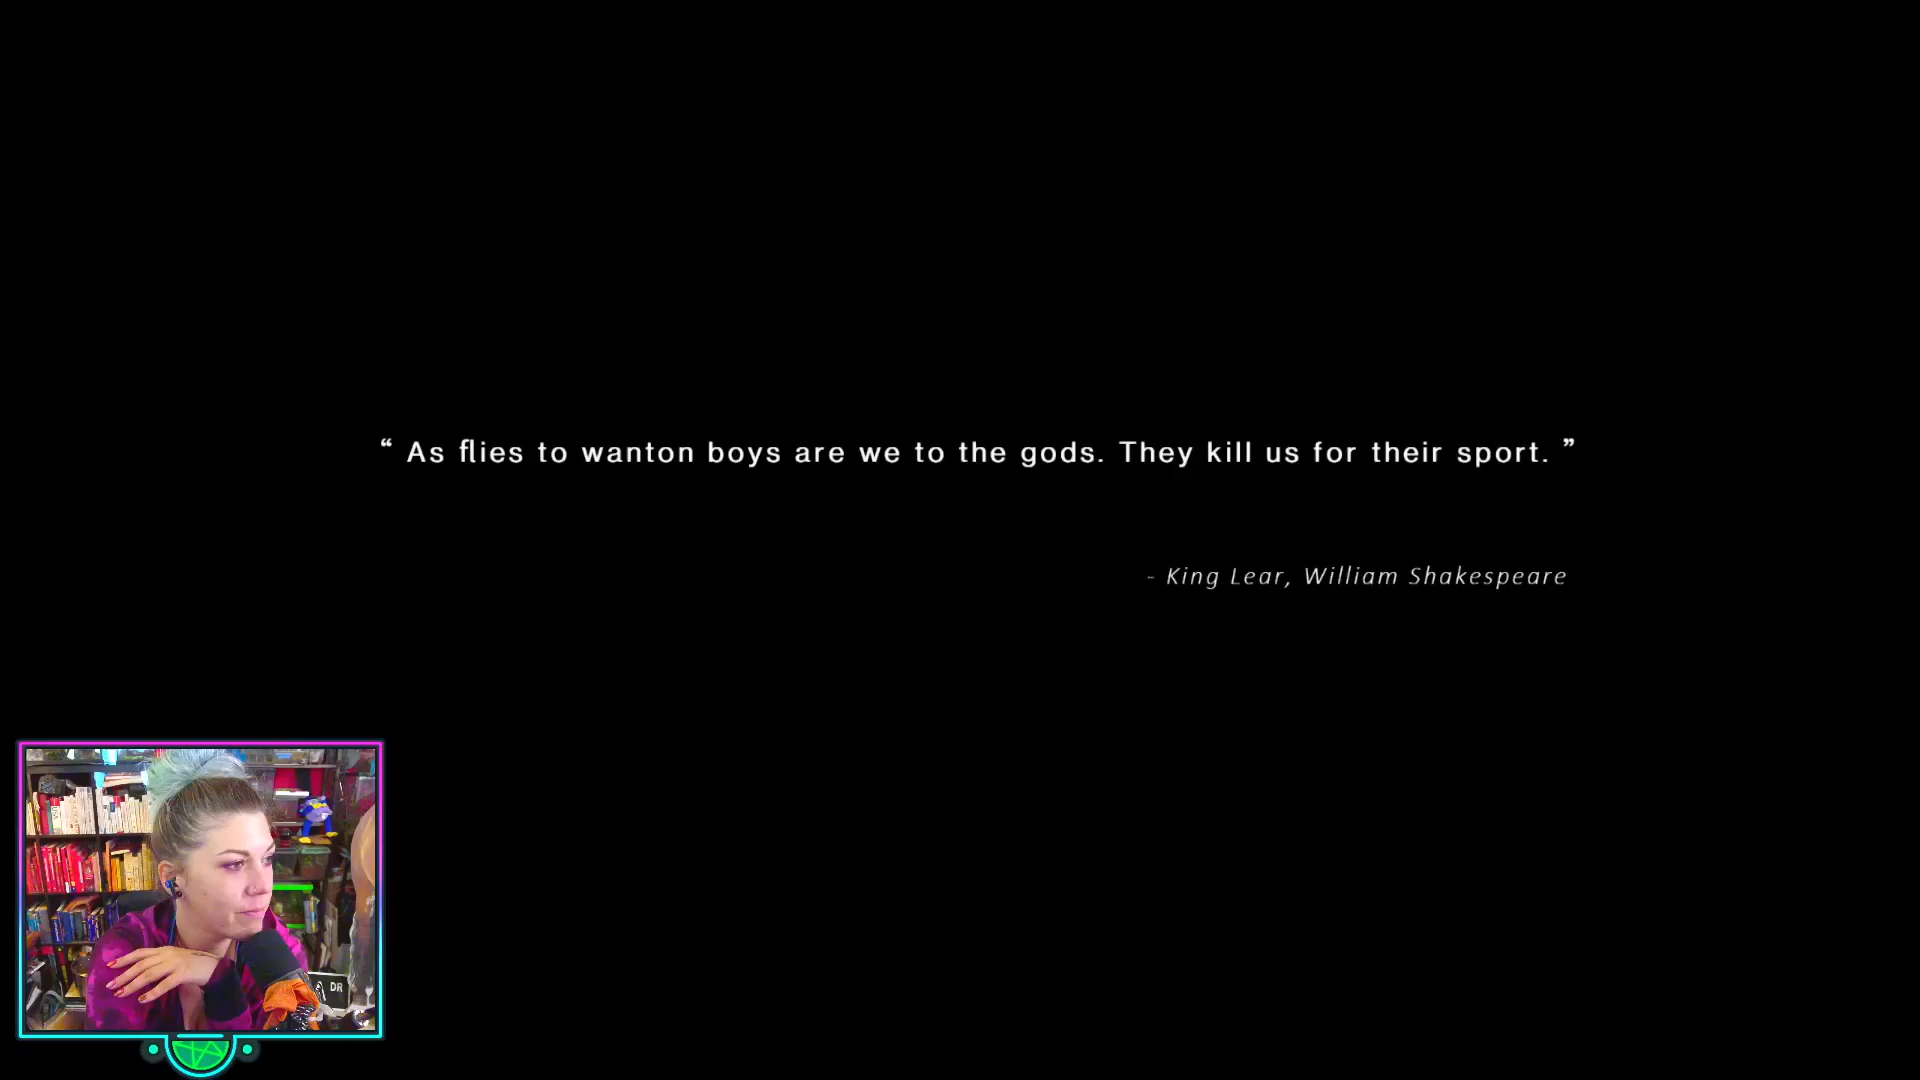 “ As flies to wanton boys are we to the gods. They kill us for their sport. ”
- King Lear, William Shakespeare
DR